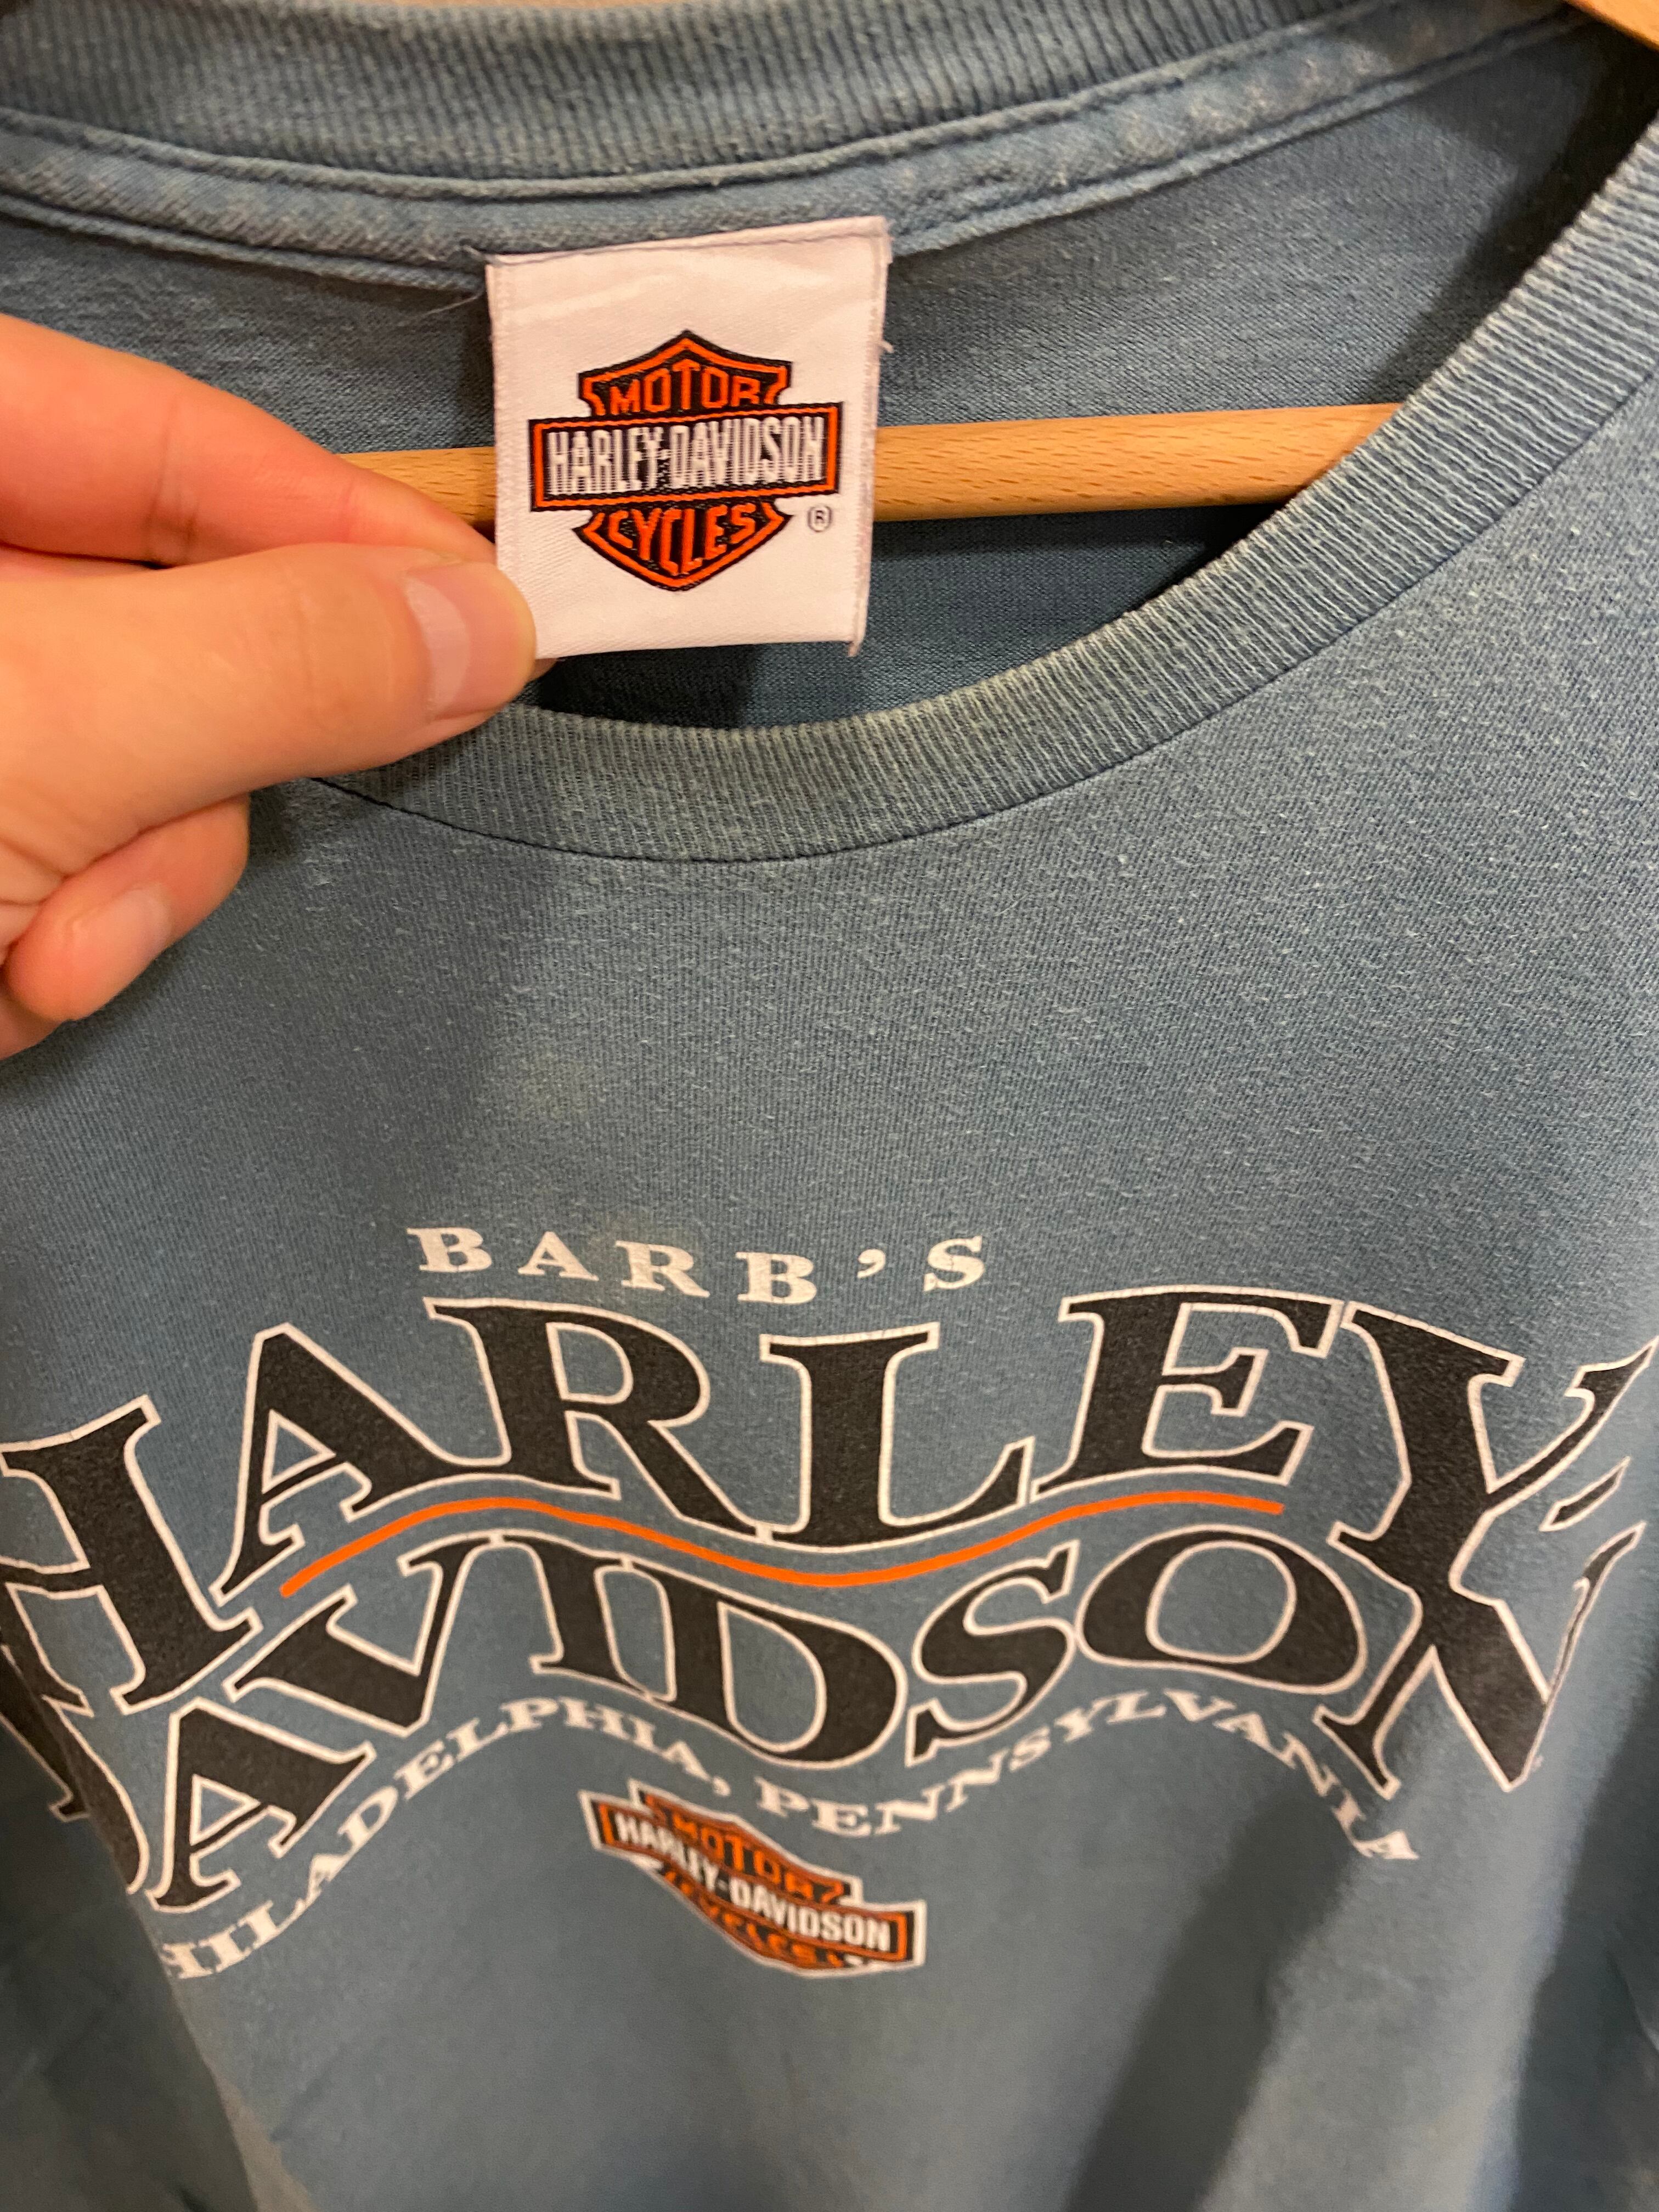 MOTOR
HARLEY-DAVIDSON
CYCLES
®
BARB'S
HARLEY-
DAVIDSON
PHILADELPHIA, PENNSYLVANIA
MOTOR
HARLEY-DAVIDSON
CYCLES